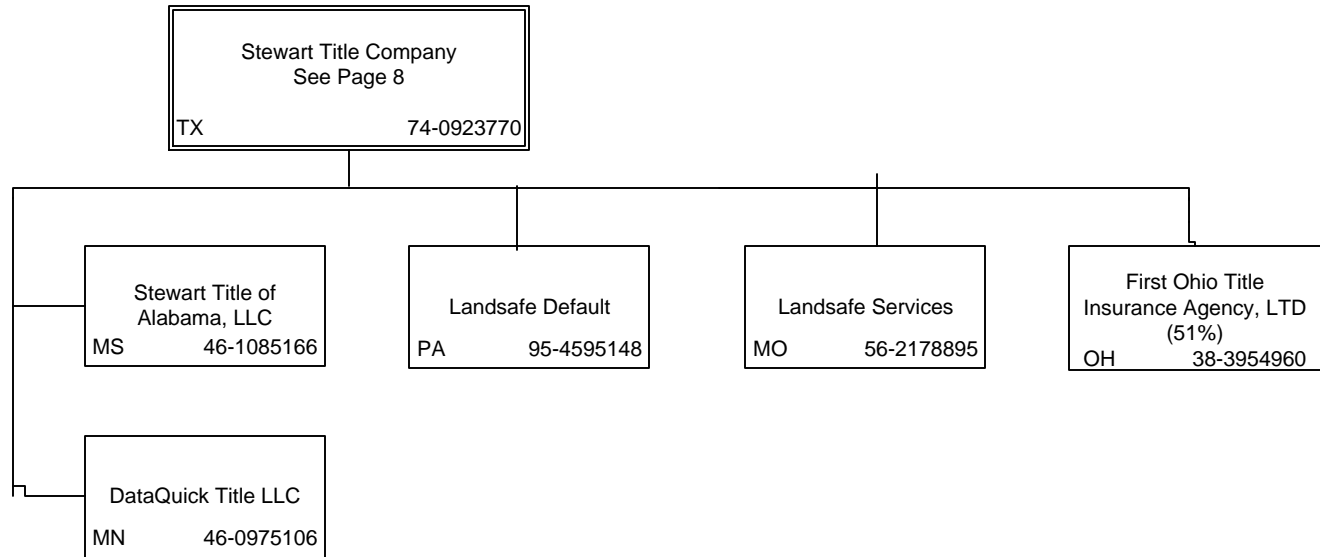 Stewart Title Company
See Page 8
TX 74-0923770
Stewart Title of
Alabama, LLC
MS 46-1085166
Landsafe Default
PA 95-4595148
Landsafe Services
MO 56-2178895
First Ohio Title
Insurance Agency, LTD
(51%)
OH 38-3954960
DataQuick Title LLC
MN 46-0975106